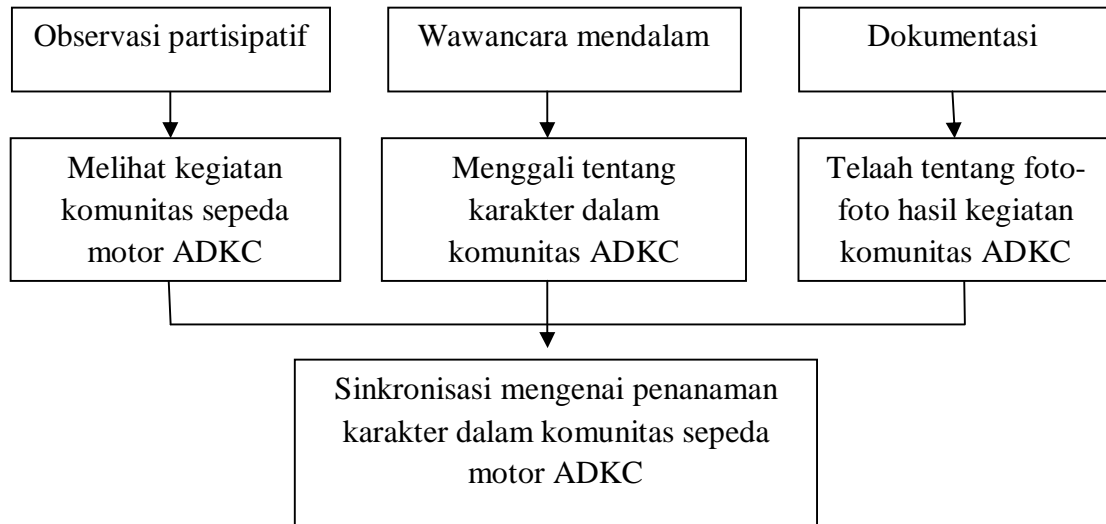 Observasi partisipatif
Wawancara mendalam
Dokumentasi
Melihat kegiatan
komunitas sepeda
motor ADKC
Menggali tentang
karakter dalam
komunitas ADKC
Telaah tentang foto-
foto hasil kegiatan
komunitas ADKC
Sinkronisasi mengenai penanaman
karakter dalam komunitas sepeda
motor ADKC